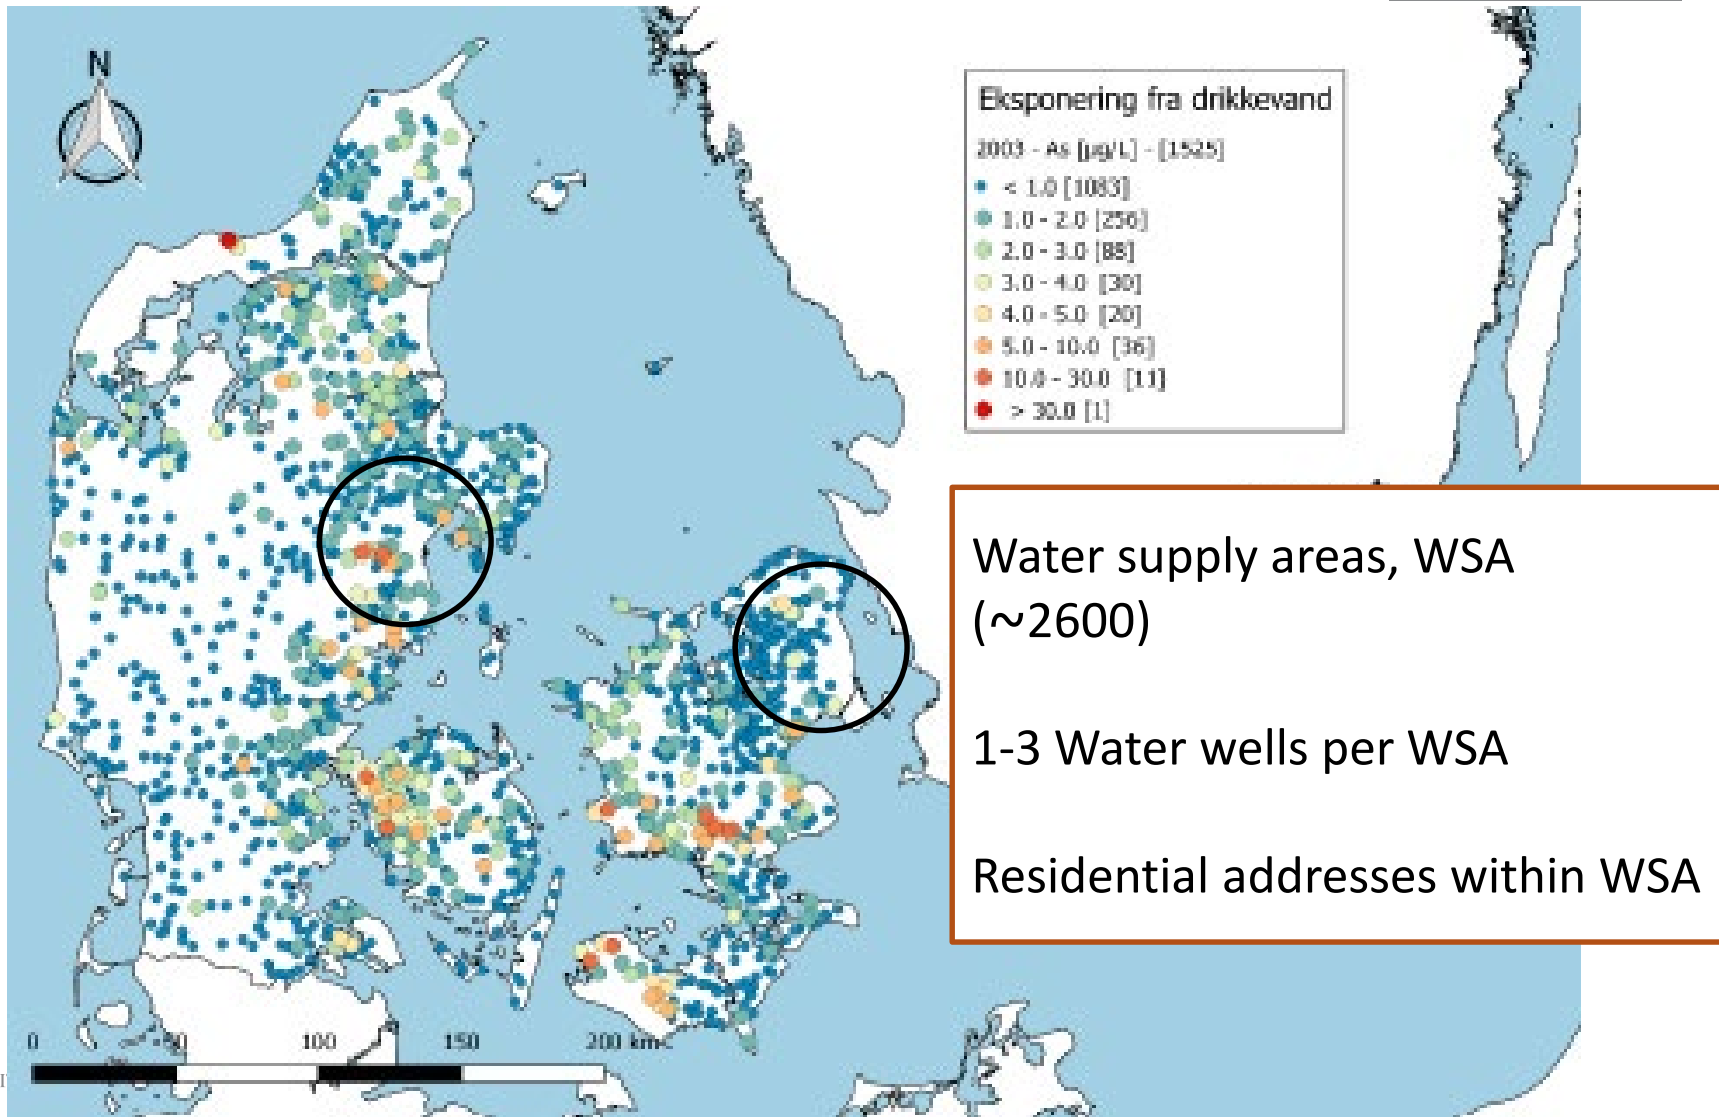 N
Eksponering fra drikkevand
2003 - As [µg/L] - [1525]
< 1.0 [1083]
1.0 - 2.0 [256]
2.0 - 3.0 [88]
3.0 - 4.0 [30]
4.0 - 5.0 [20]
5.0 - 10.0 [36]
10.0 - 30.0 [11]
> 30.0 [1]
Water supply areas, WSA
(~2600)
1-3 Water wells per WSA
Residential addresses within WSA
0 50 100 150 200 km